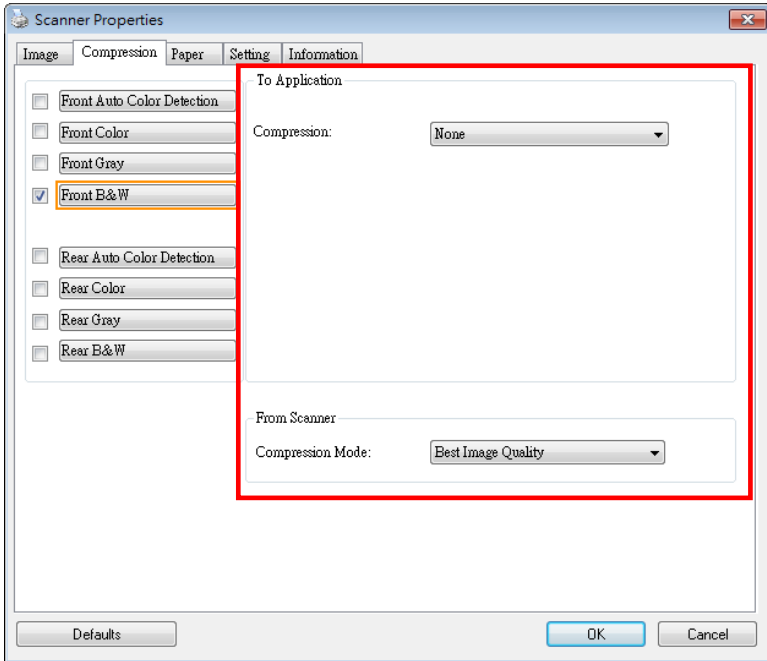 Scanner Properties
Image Compression Paper Setting Information
Front Auto Color Detection
Front Color
Front Gray
Front B&W
Rear Auto Color Detection
Rear Color
Rear Gray
Rear B&W
To Application
Compression: None
From Scanner
Compression Mode: Best Image Quality
Defaults OK Cancel